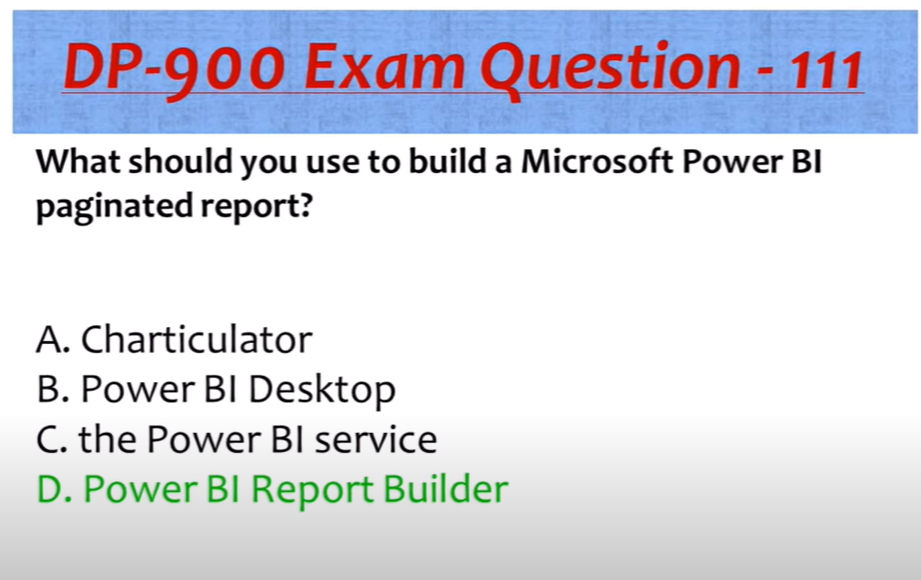 DP-900 Exam Question - 111
What should you use to build a Microsoft Power BI
paginated report?
A. Charticulator
B. Power BI Desktop
C. the Power BI service
D. Power BI Report Builder